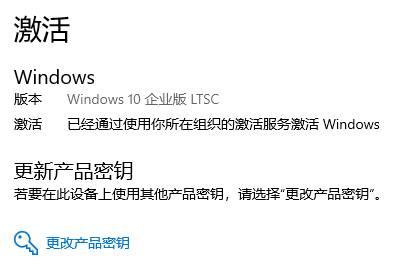 激活
Windows
版本 Windows 10 企业版 LTSC
激活 已经通过使用你所在组织的激活服务激活 Windows
更新产品密钥
若要在此设备上使用其他产品密钥，请选择“更改产品密钥”。
更改产品密钥